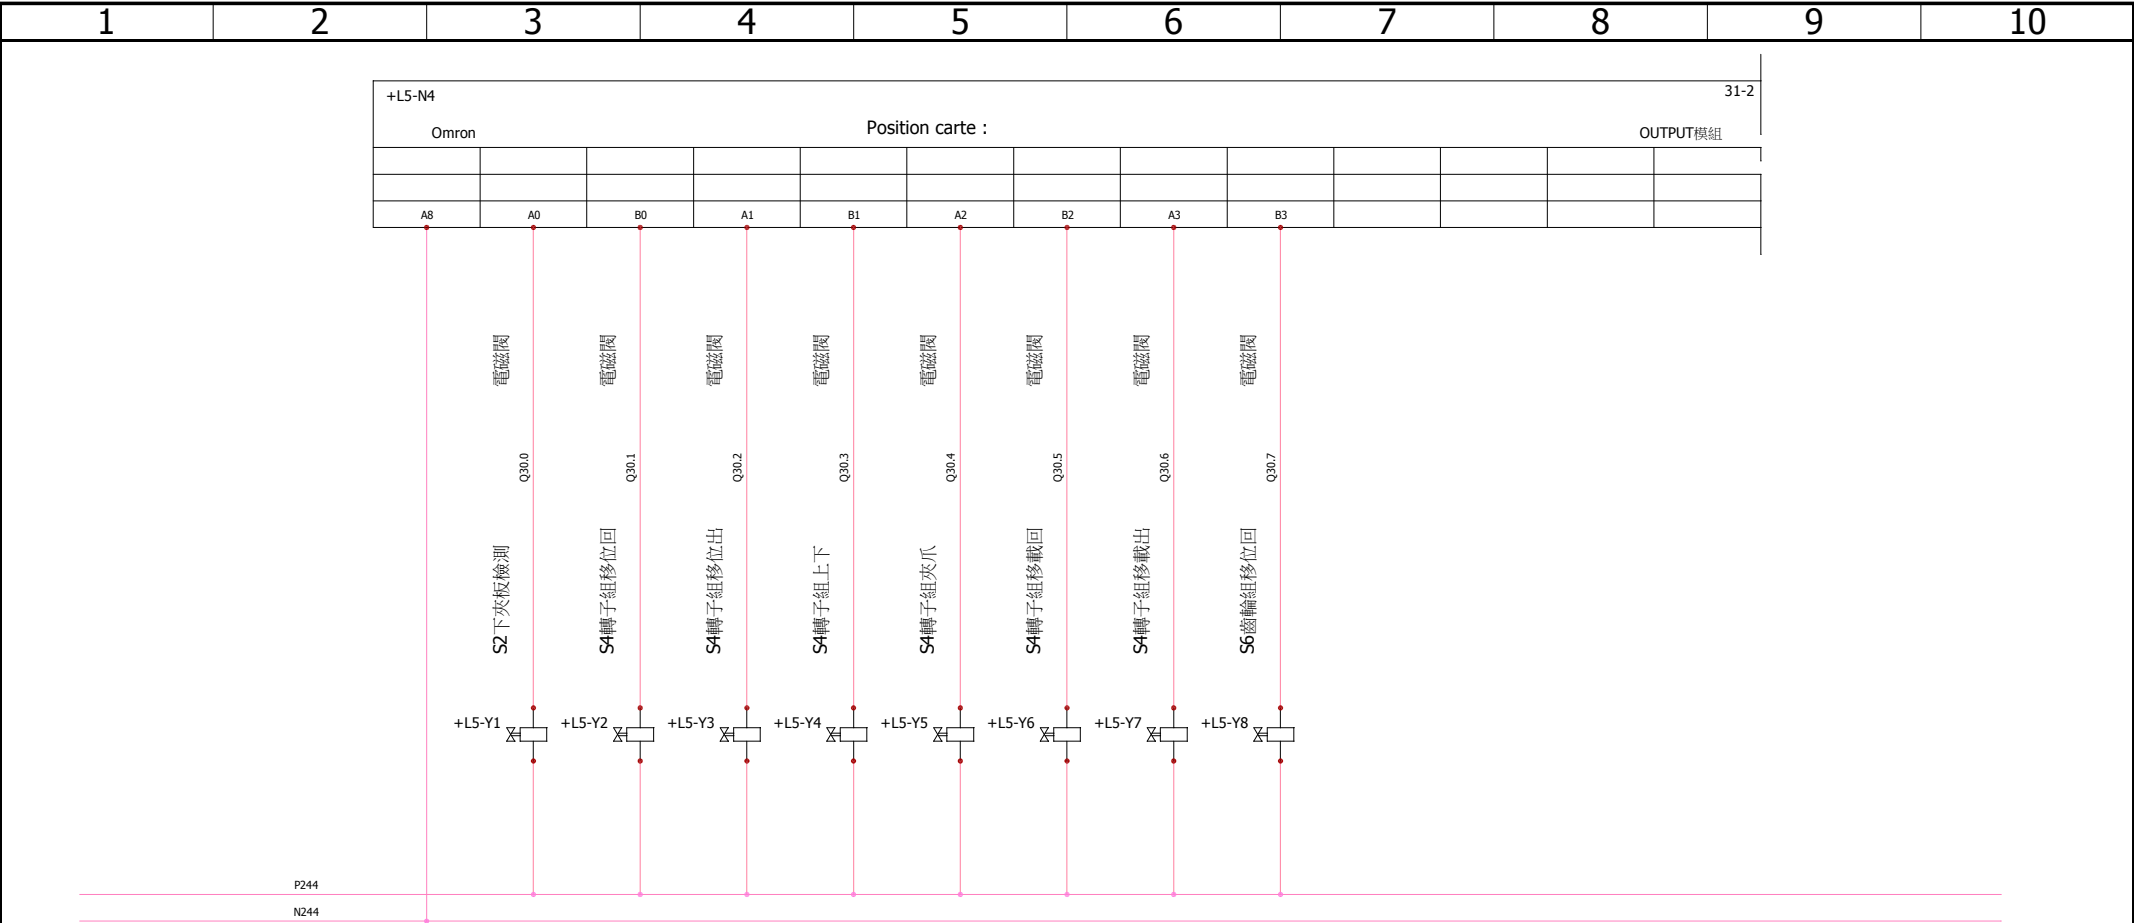 1 2 3 4 5 6 7 8 9 10
+L5-N4 31-2
Omron Position carte : OUTPUT模組
A8 A0 B0 A1 B1 A2 B2 A3 B3
電磁閥 電磁閥 電磁閥 電磁閥 電磁閥 電磁閥 電磁閥 電磁閥
Q30.0 Q30.1 Q30.2 Q30.3 Q30.4 Q30.5 Q30.6 Q30.7
S2下夾板檢測
S4轉子組移位回
S4轉子組移位出
S4轉子組上下
S4轉子組夾爪
S4轉子組移載回
S4轉子組移載出
S6齒輪組移位回
+L5-Y1 +L5-Y2 +L5-Y3 +L5-Y4 +L5-Y5 +L5-Y6 +L5-Y7 +L5-Y8
P244
N244